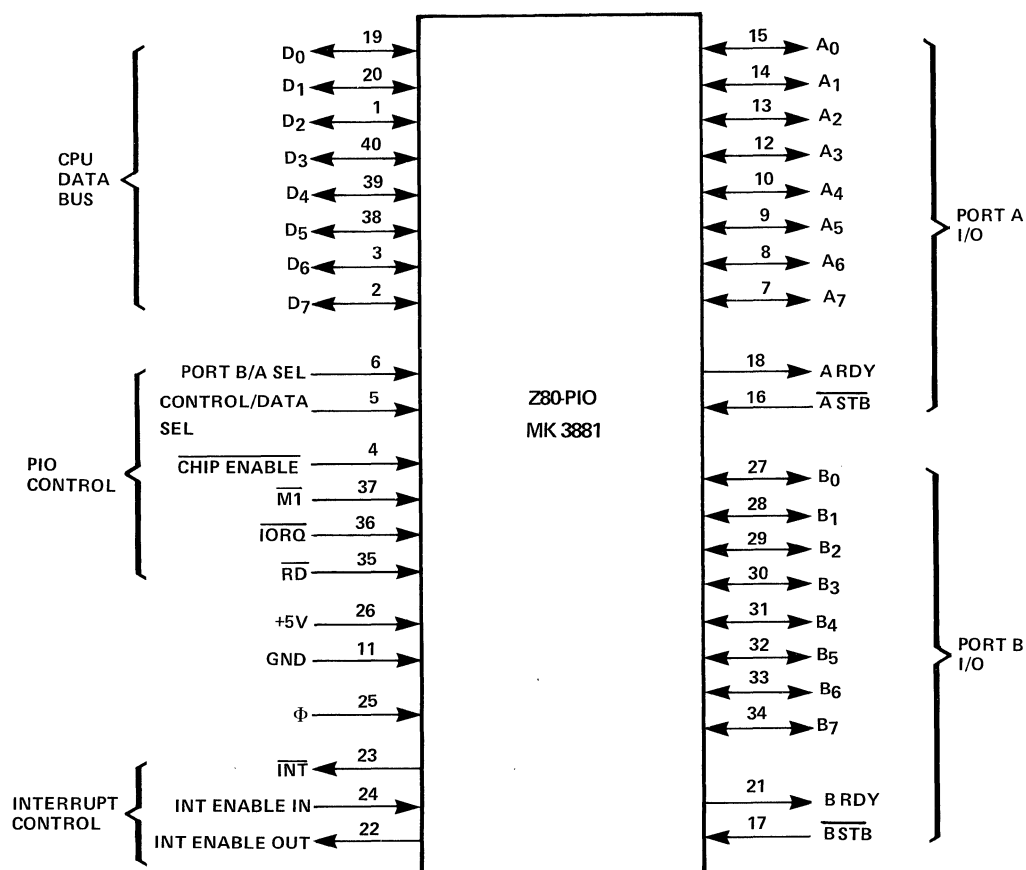 19
D0
20
D1
1
D2
40
D3
39
D4
38
D5
3
D6
2
D7
CPU
DATA
BUS
6
PORT B/A SEL
5
CONTROL/DATA
SEL
4
CHIP ENABLE
37
M1
36
IORQ
35
RD
PIO
CONTROL
26
+5V
11
GND
25
Φ
23
INT
24
INT ENABLE IN
22
INT ENABLE OUT
INTERRUPT
CONTROL
Z80-PIO
MK 3881
15
A0
14
A1
13
A2
12
A3
10
A4
9
A5
8
A6
7
A7
18
A RDY
16
A STB
PORT A
I/O
27
B0
28
B1
29
B2
30
B3
31
B4
32
B5
33
B6
34
B7
21
B RDY
17
B STB
PORT B
I/O